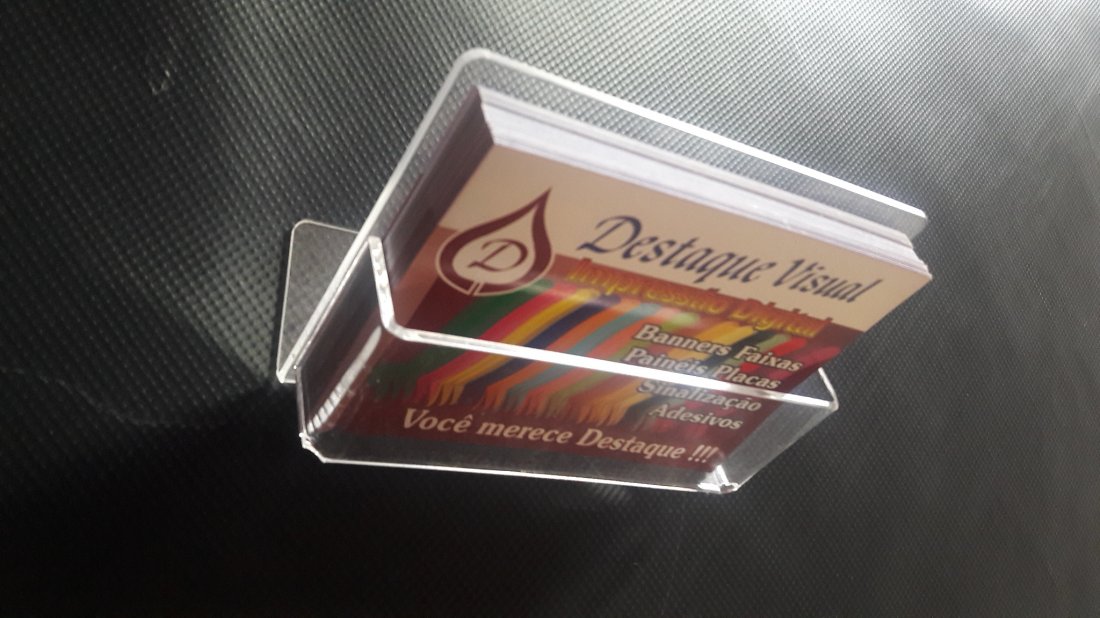 D
Destaque Visual
Impressão Digital
Banners Faixas
Painéis Placas
Sinalização
Adesivos
Você merece Destaque !!!